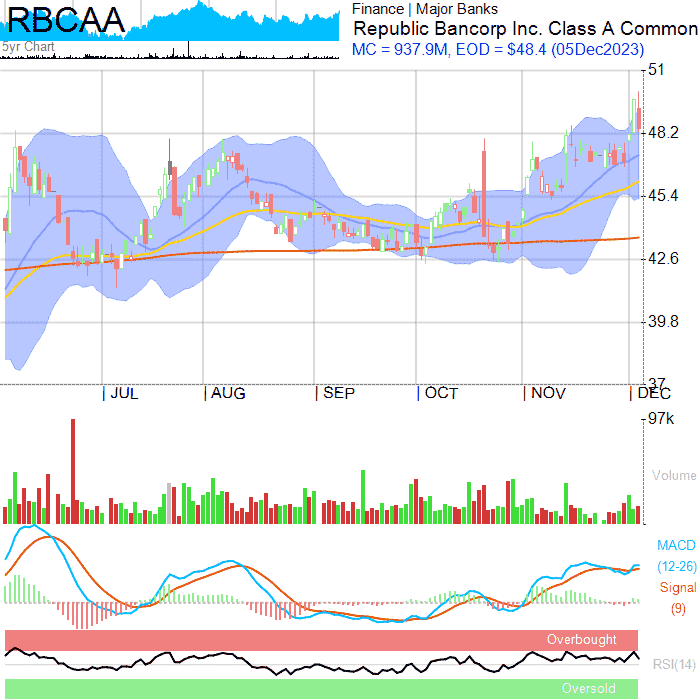 RBCAA
5yr Chart
Finance | Major Banks
Republic Bancorp Inc. Class A Common
MC = 937.9M, EOD = $48.4 (05Dec2023)
51
48.2
45.4
42.6
39.8
37
JUL
AUG
SEP
OCT
NOV
DEC
97k
Volume
MACD
(12-26)
Signal
(9)
Overbought
RSI(14)
Oversold